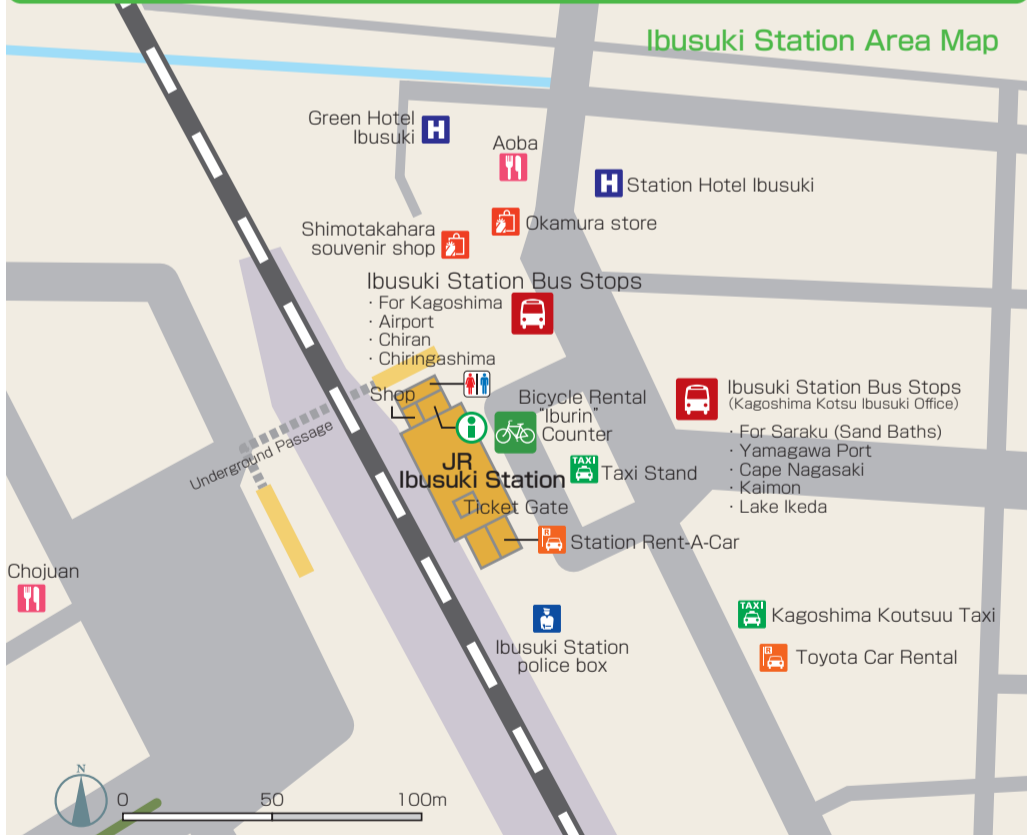 Ibusuki Station Area Map
Green Hotel
Ibusuki
H
Aoba
H
Station Hotel Ibusuki
Okamura store
Shimotakahara
souvenir shop
Ibusuki Station Bus Stops
· For Kagoshima
· Airport
· Chiran
· Chiringashima
Shop
i
Bicycle Rental
"Iburin"
Counter
Ibusuki Station Bus Stops
(Kagoshima Kotsu Ibusuki Office)
· For Saraku (Sand Baths)
· Yamagawa Port
· Cape Nagasaki
· Kaimon
· Lake Ikeda
Underground Passage
JR
Ibusuki Station
TAXI
Taxi Stand
Ticket Gate
R
Station Rent-A-Car
Chojuan
Ibusuki Station
police box
TAXI
Kagoshima Koutsuu Taxi
R
Toyota Car Rental
N
0 50 100m